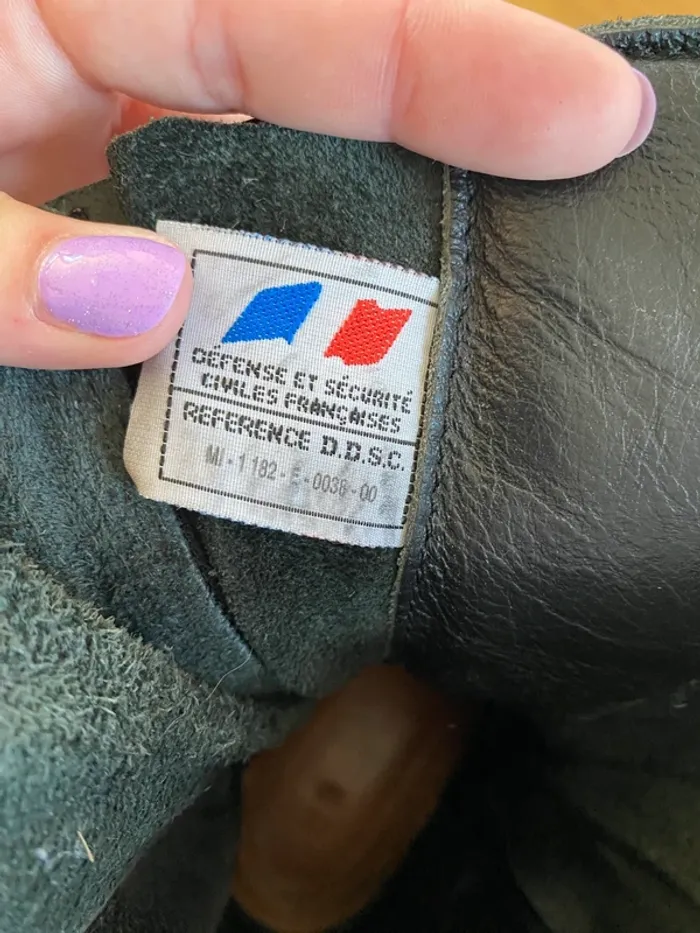 DÉFENSE ET SÉCURITÉ
CIVILES FRANÇAISES
REFERENCE D.D.S.C.
MI-1182-E-0038-00